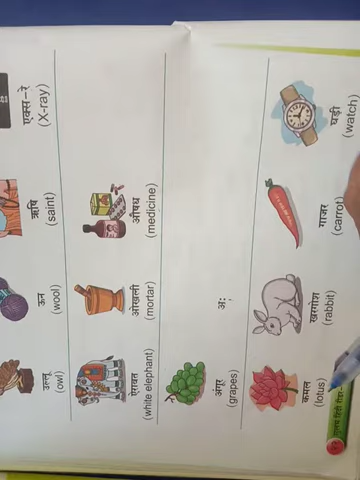 उल्लू ऊन ऋषि एक्स-रे
(owl) (wool) (saint) (X-ray)
ऐरावत ओखली औषध
(white elephant) (mortar) (medicine)
अंगूर अः
(grapes)
कमल खरगोश गाजर घड़ी
(lotus) (rabbit) (carrot) (watch)
हिंदी